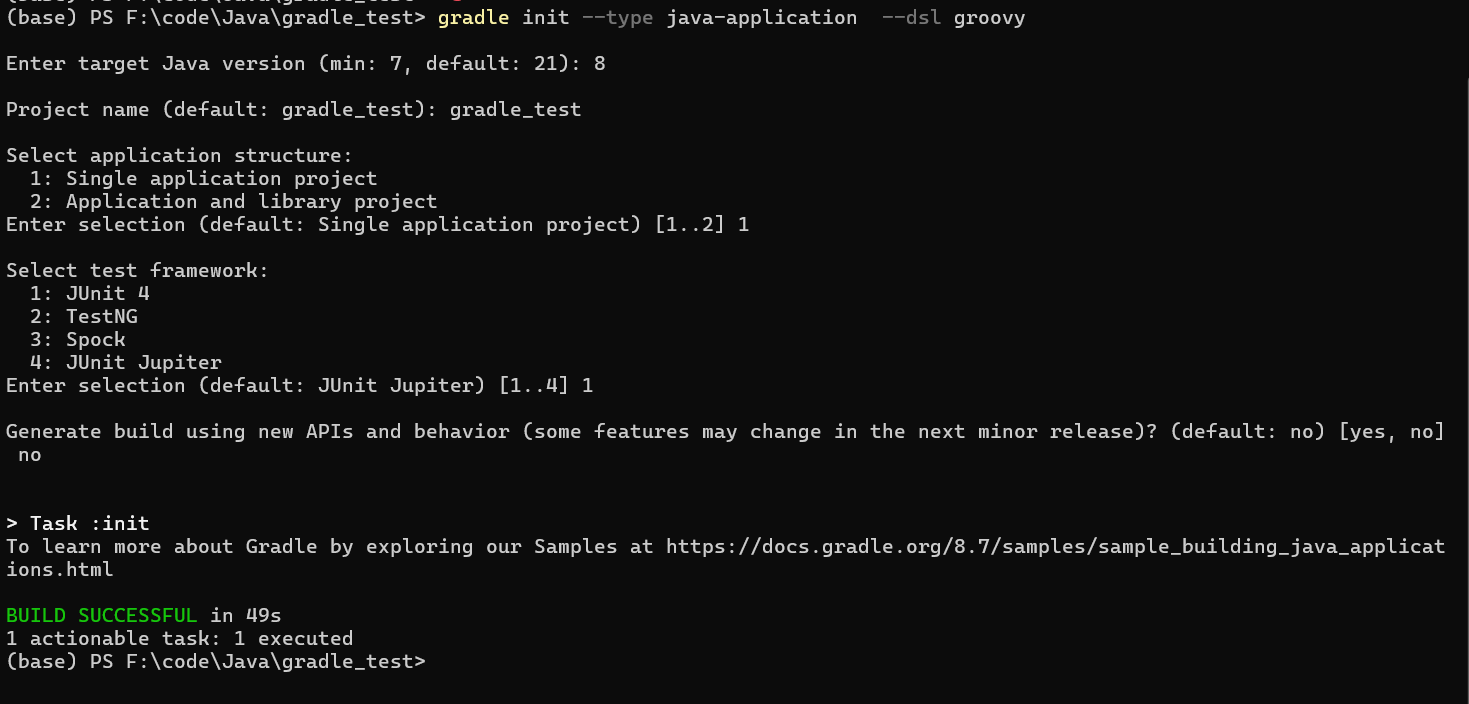 (base) PS F:\code\Java\gradle_test> gradle init --type java-application  --dsl groovy
Enter target Java version (min: 7, default: 21): 8
Project name (default: gradle_test): gradle_test
Select application structure:
  1: Single application project
  2: Application and library project
Enter selection (default: Single application project) [1..2] 1
Select test framework:
  1: JUnit 4
  2: TestNG
  3: Spock
  4: JUnit Jupiter
Enter selection (default: JUnit Jupiter) [1..4] 1
Generate build using new APIs and behavior (some features may change in the next minor release)? (default: no) [yes, no]
 no
> Task :init
To learn more about Gradle by exploring our Samples at https://docs.gradle.org/8.7/samples/sample_building_java_applicat
ions.html
BUILD SUCCESSFUL in 49s
1 actionable task: 1 executed
(base) PS F:\code\Java\gradle_test>